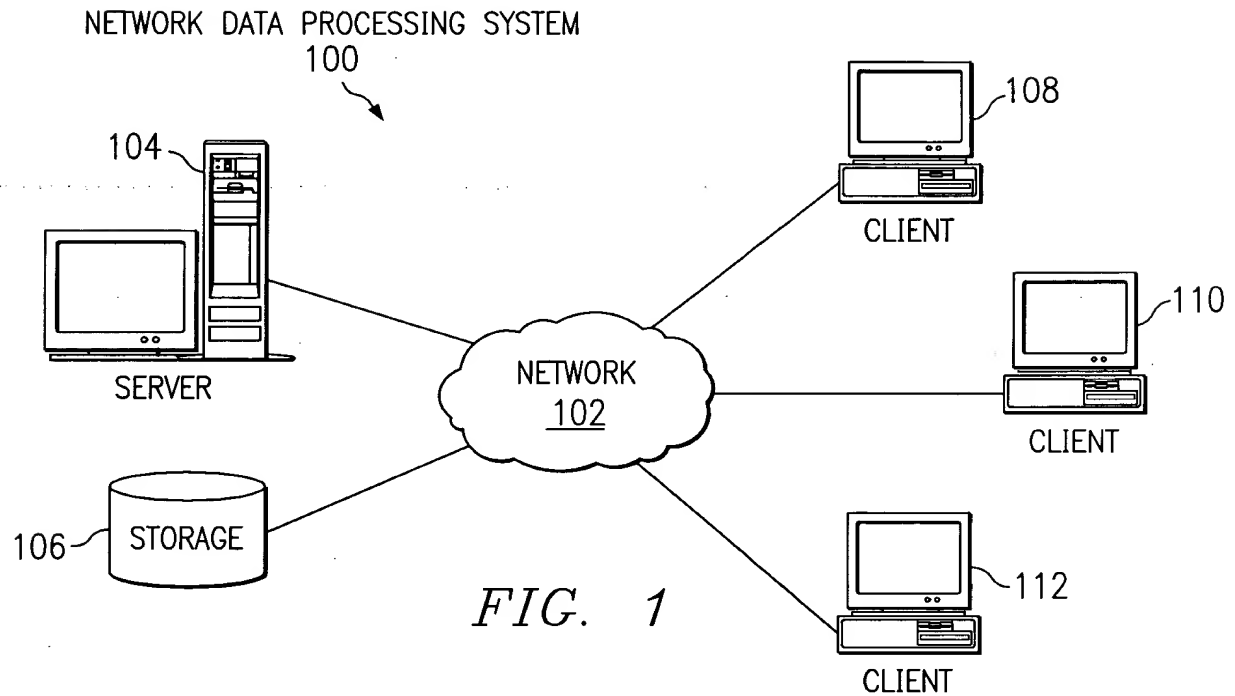 NETWORK DATA PROCESSING SYSTEM
100
104
108
CLIENT
110
CLIENT
SERVER
NETWORK
102
106
STORAGE
112
CLIENT
FIG. 1